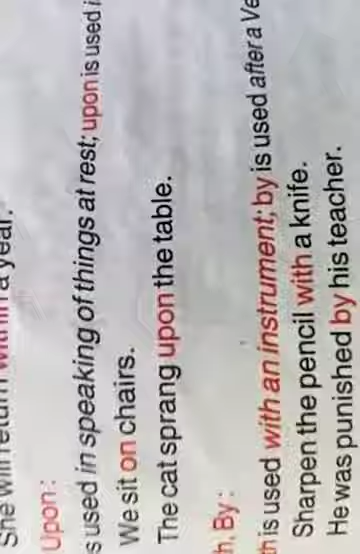 She will return within a year.
Upon :
s used in speaking of things at rest; upon is used i
We sit on chairs.
The cat sprang upon the table.
h, By :
h is used with an instrument; by is used after a Ve
Sharpen the pencil with a knife.
He was punished by his teacher.